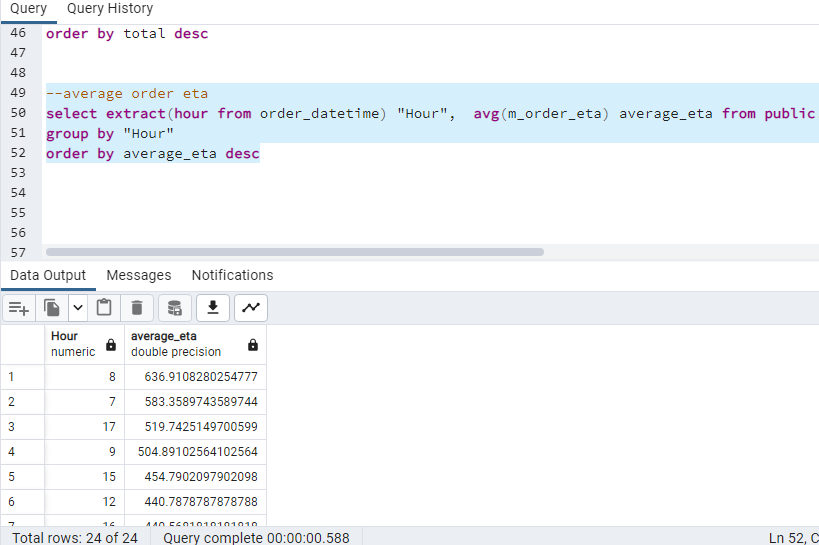 Query Query History
46 order by total desc
47
48
49 --average order eta
50 select extract(hour from order_datetime) "Hour",  avg(m_order_eta) average_eta from public
51 group by "Hour"
52 order by average_eta desc
53
54
55
56
57
Data Output Messages Notifications
Hour average_eta
numeric double precision
1 8 636.9108280254777
2 7 583.3589743589744
3 17 519.7425149700599
4 9 504.89102564102564
5 15 454.7902097902098
6 12 440.7878787878788
7 16 440.5681818181818
Total rows: 24 of 24 Query complete 00:00:00.588 Ln 52, C